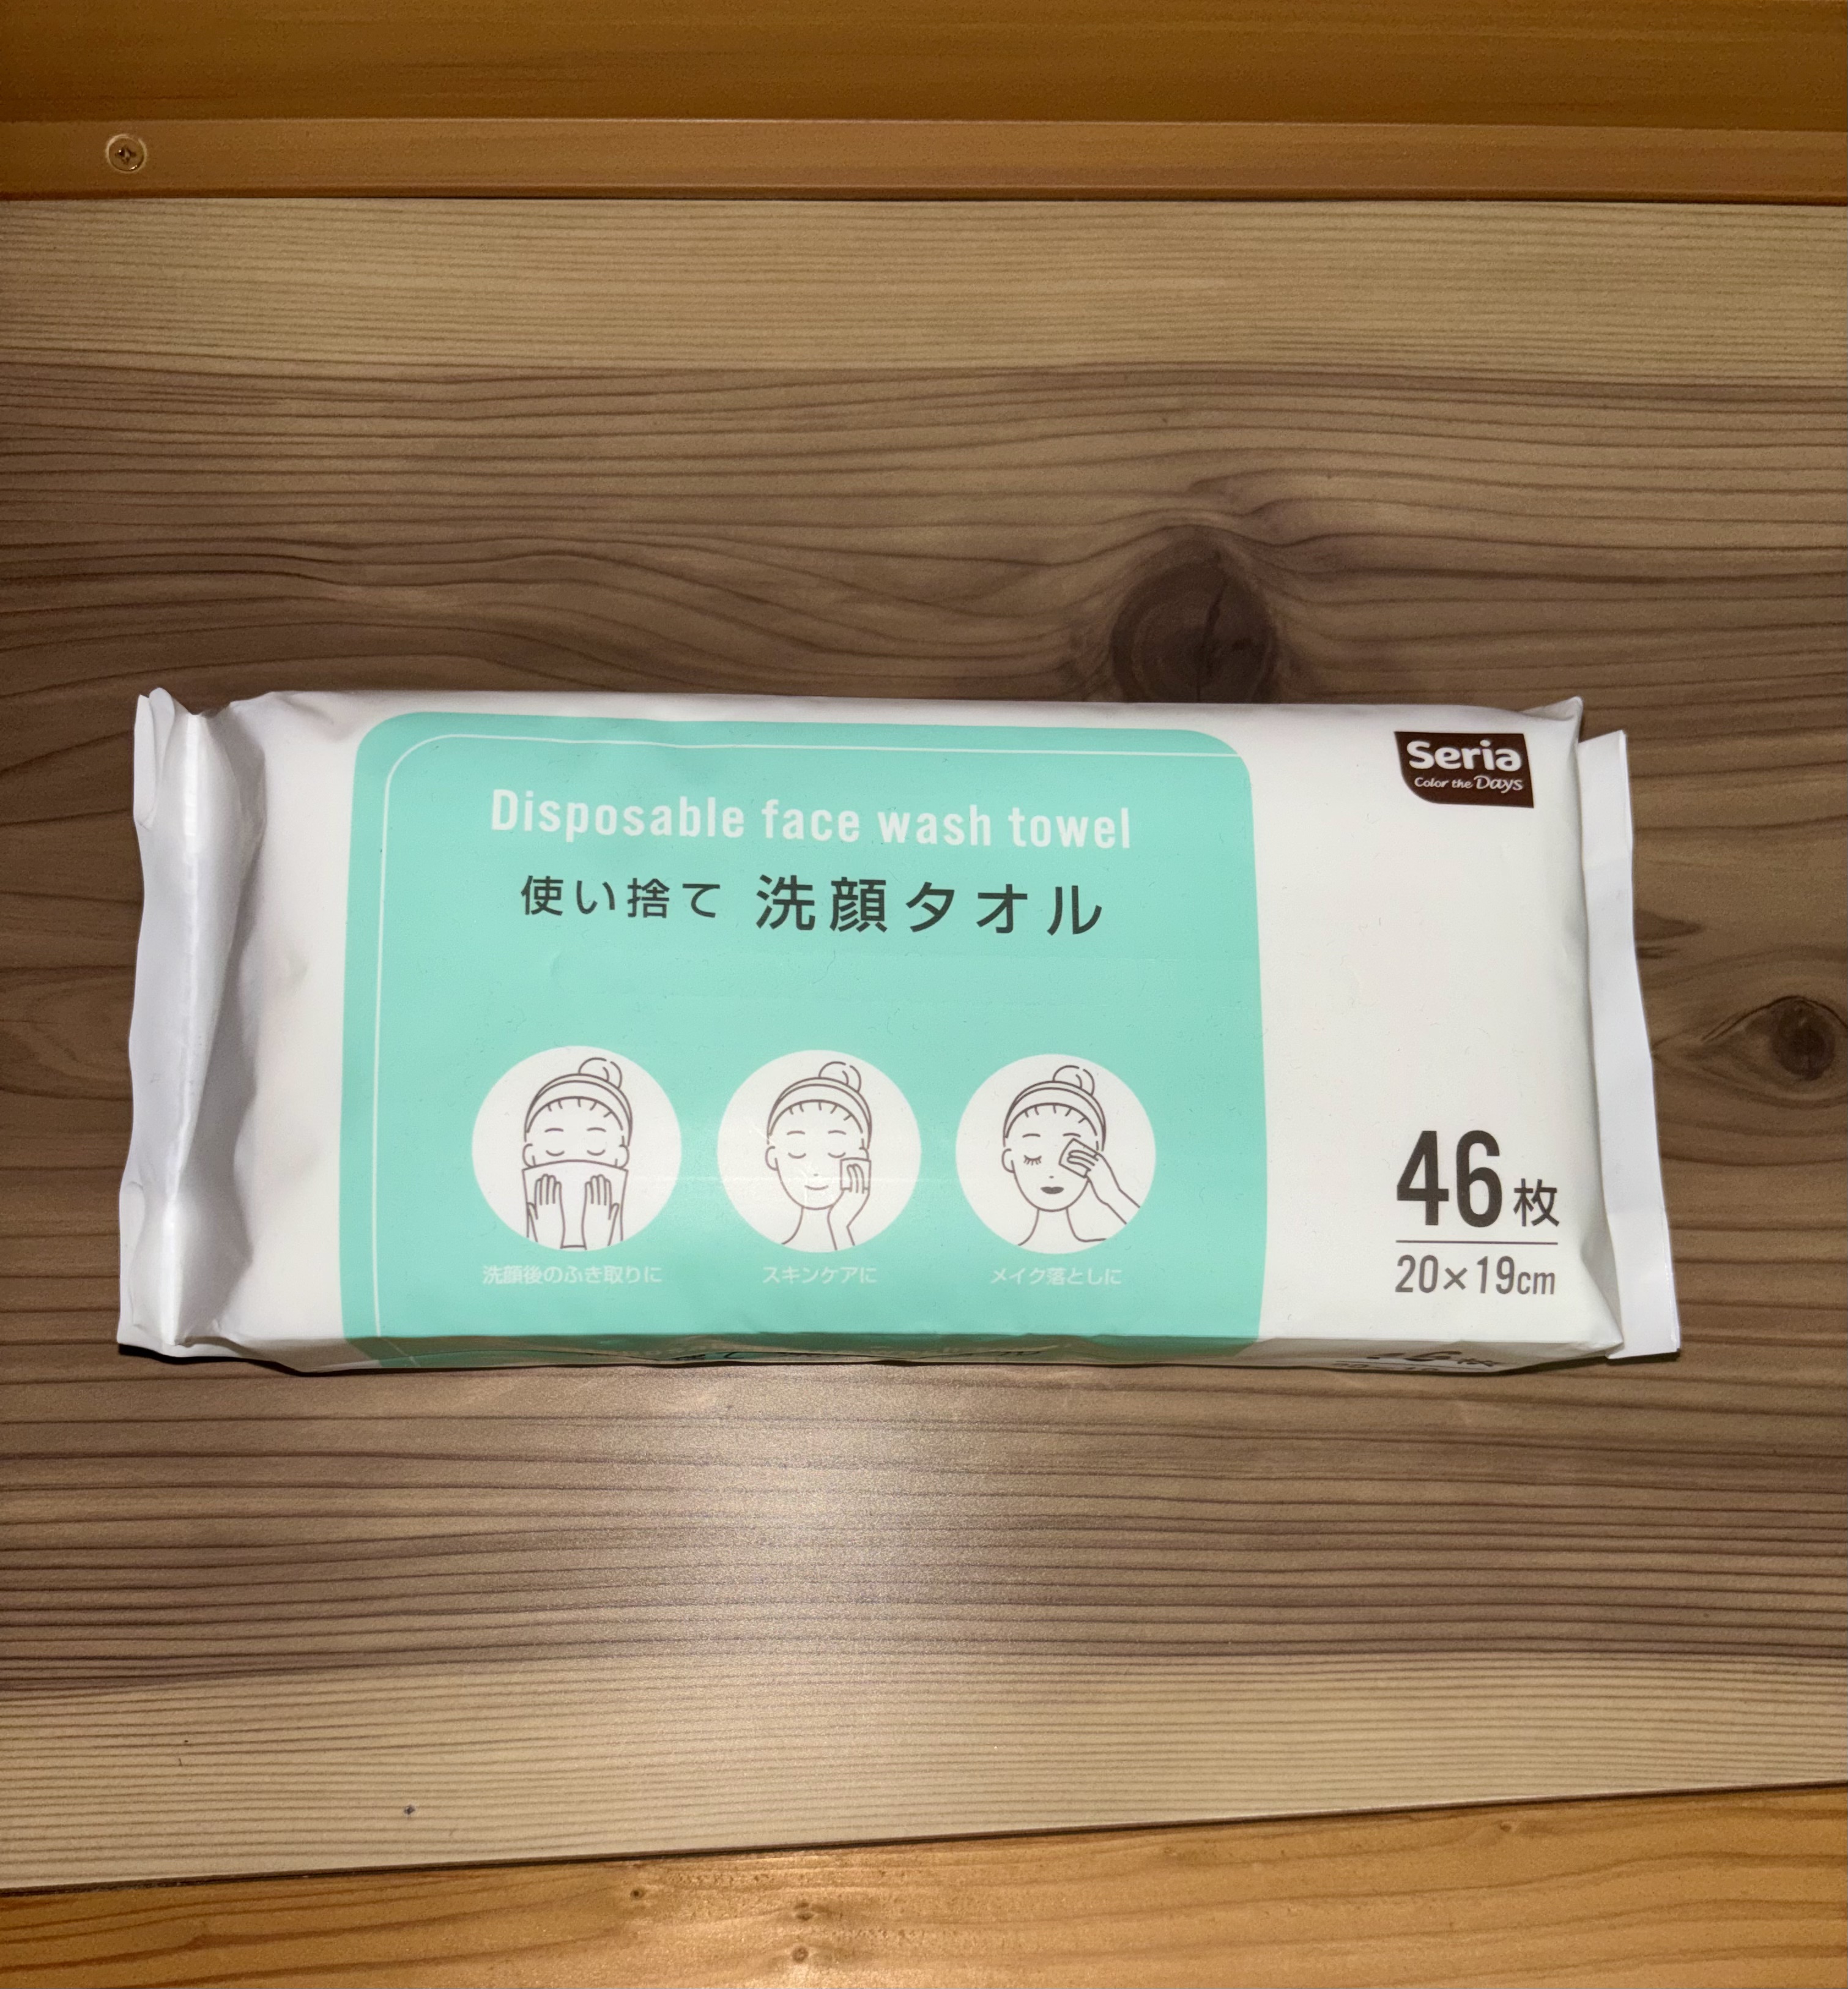 Seria
Color the Days
Disposable face wash towel
使い捨て 洗顔タオル
洗顔後のふき取りに
スキンケアに
メイク落としに
46枚
20×19cm